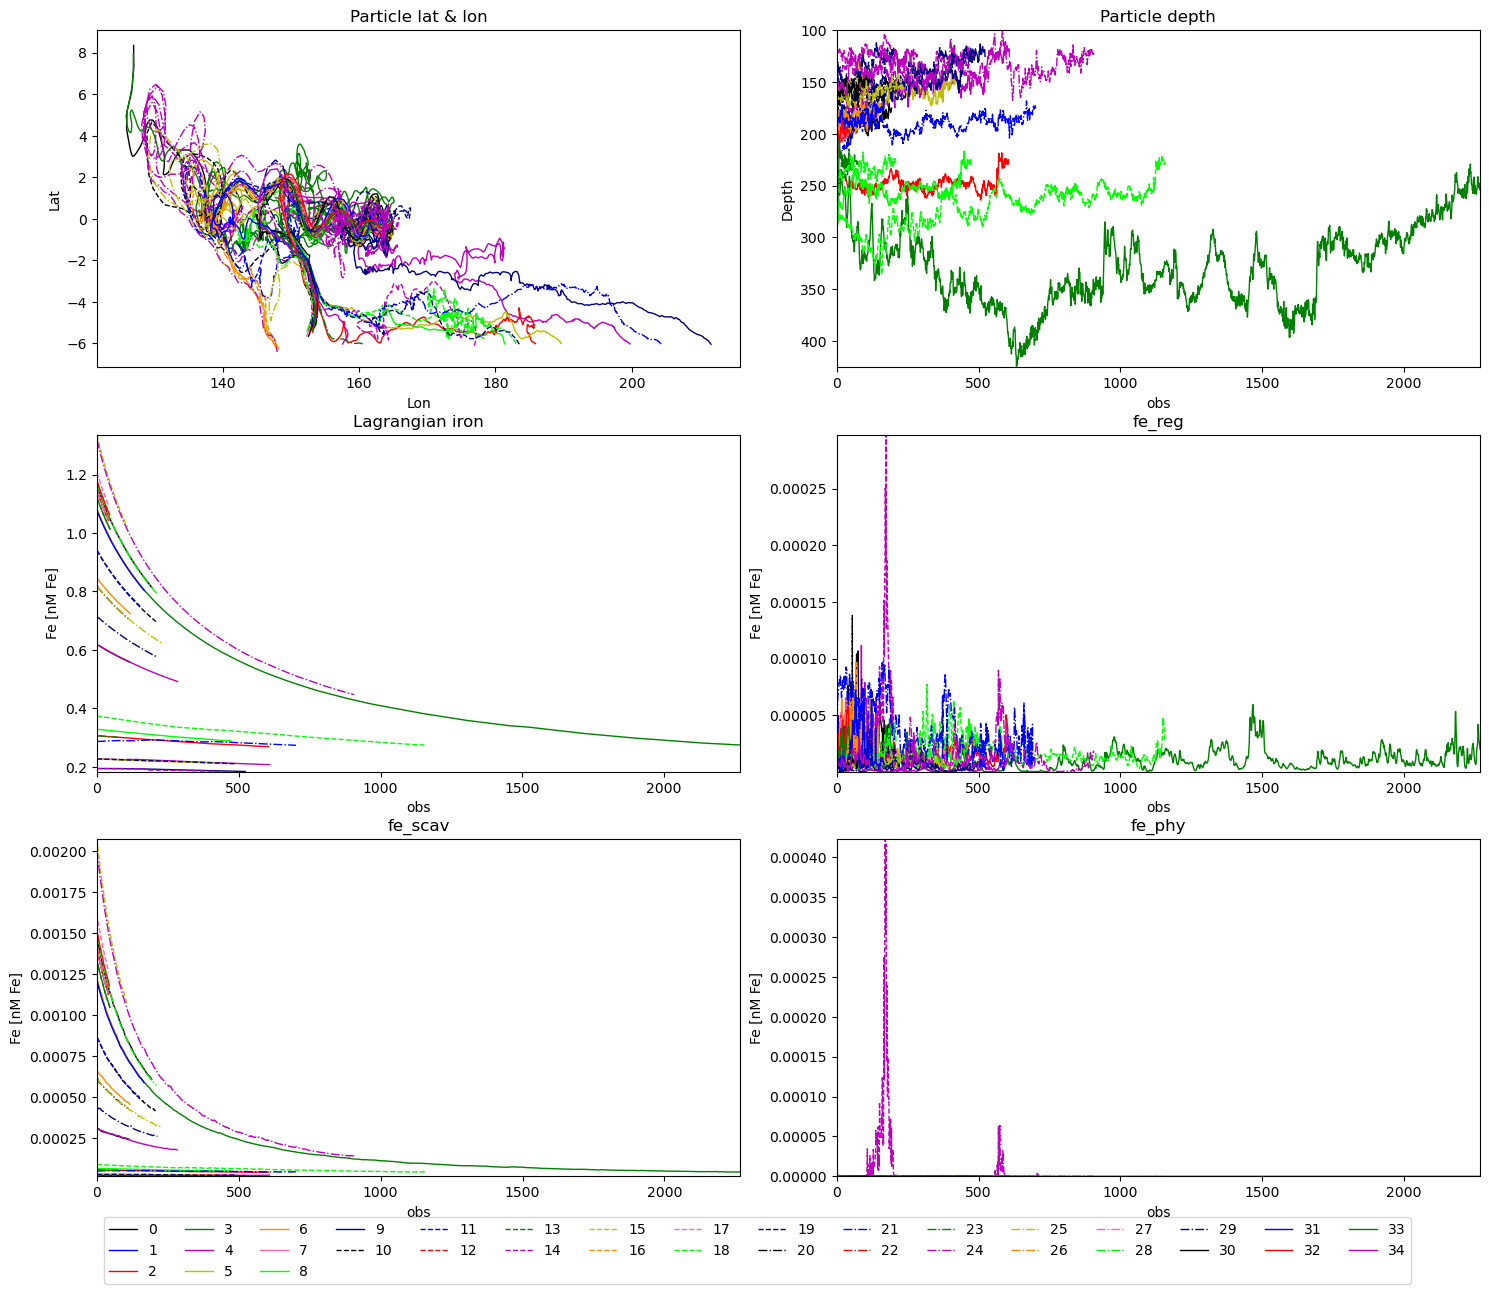 Particle lat & lon
Lat
8
6
4
2
0
−2
−4
−6
140 160 180 200
Lon
Particle depth
Depth
100
150
200
250
300
350
400
0 500 1000 1500 2000
obs
Lagrangian iron
Fe [nM Fe]
1.2
1.0
0.8
0.6
0.4
0.2
0 500 1000 1500 2000
obs
fe_reg
Fe [nM Fe]
0.00025
0.00020
0.00015
0.00010
0.00005
0 500 1000 1500 2000
obs
fe_scav
Fe [nM Fe]
0.00200
0.00175
0.00150
0.00125
0.00100
0.00075
0.00050
0.00025
0 500 1000 1500 2000
obs
fe_phy
Fe [nM Fe]
0.00040
0.00035
0.00030
0.00025
0.00020
0.00015
0.00010
0.00005
0.00000
0 500 1000 1500 2000
obs
0 3 6 9 11 13 15 17 19 21 23 25 27 29 31 33
1 4 7 10 12 14 16 18 20 22 24 26 28 30 32 34
2 5 8